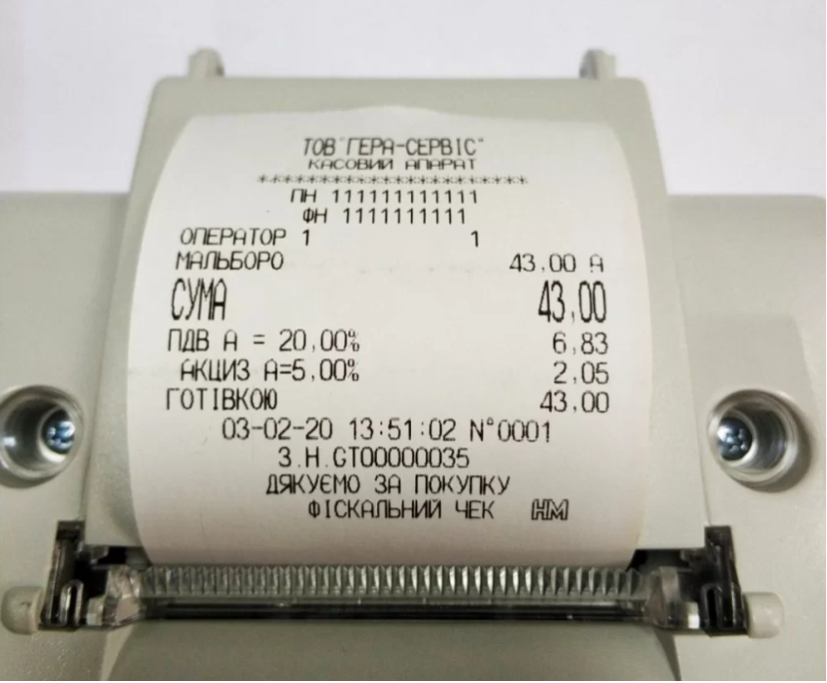 ТОВ"ГЕРА-СЕРВІС"
КАСОВИЙ АПАРАТ
**************************
ПН 111111111111
ФН 1111111111
ОПЕРАТОР 1 1
МАЛЬБОРО 43,00 А
СУМА 43,00
ПДВ А = 20,00% 6,83
АКЦИЗ А=5,00% 2,05
ГОТІВКОЮ 43,00
03-02-20 13:51:02 N°0001
З.Н.GT00000035
ДЯКУЄМО ЗА ПОКУПКУ
ФІСКАЛЬНИЙ ЧЕК НМ